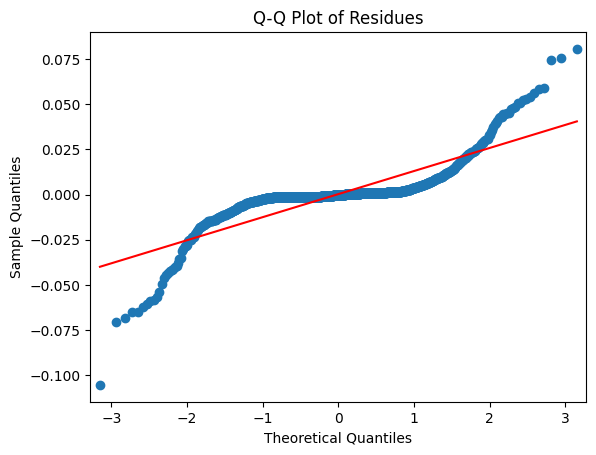 Q-Q Plot of Residues
0.075
0.050
0.025
0.000
−0.025
−0.050
−0.075
−0.100
Sample Quantiles
−3 −2 −1 0 1 2 3
Theoretical Quantiles